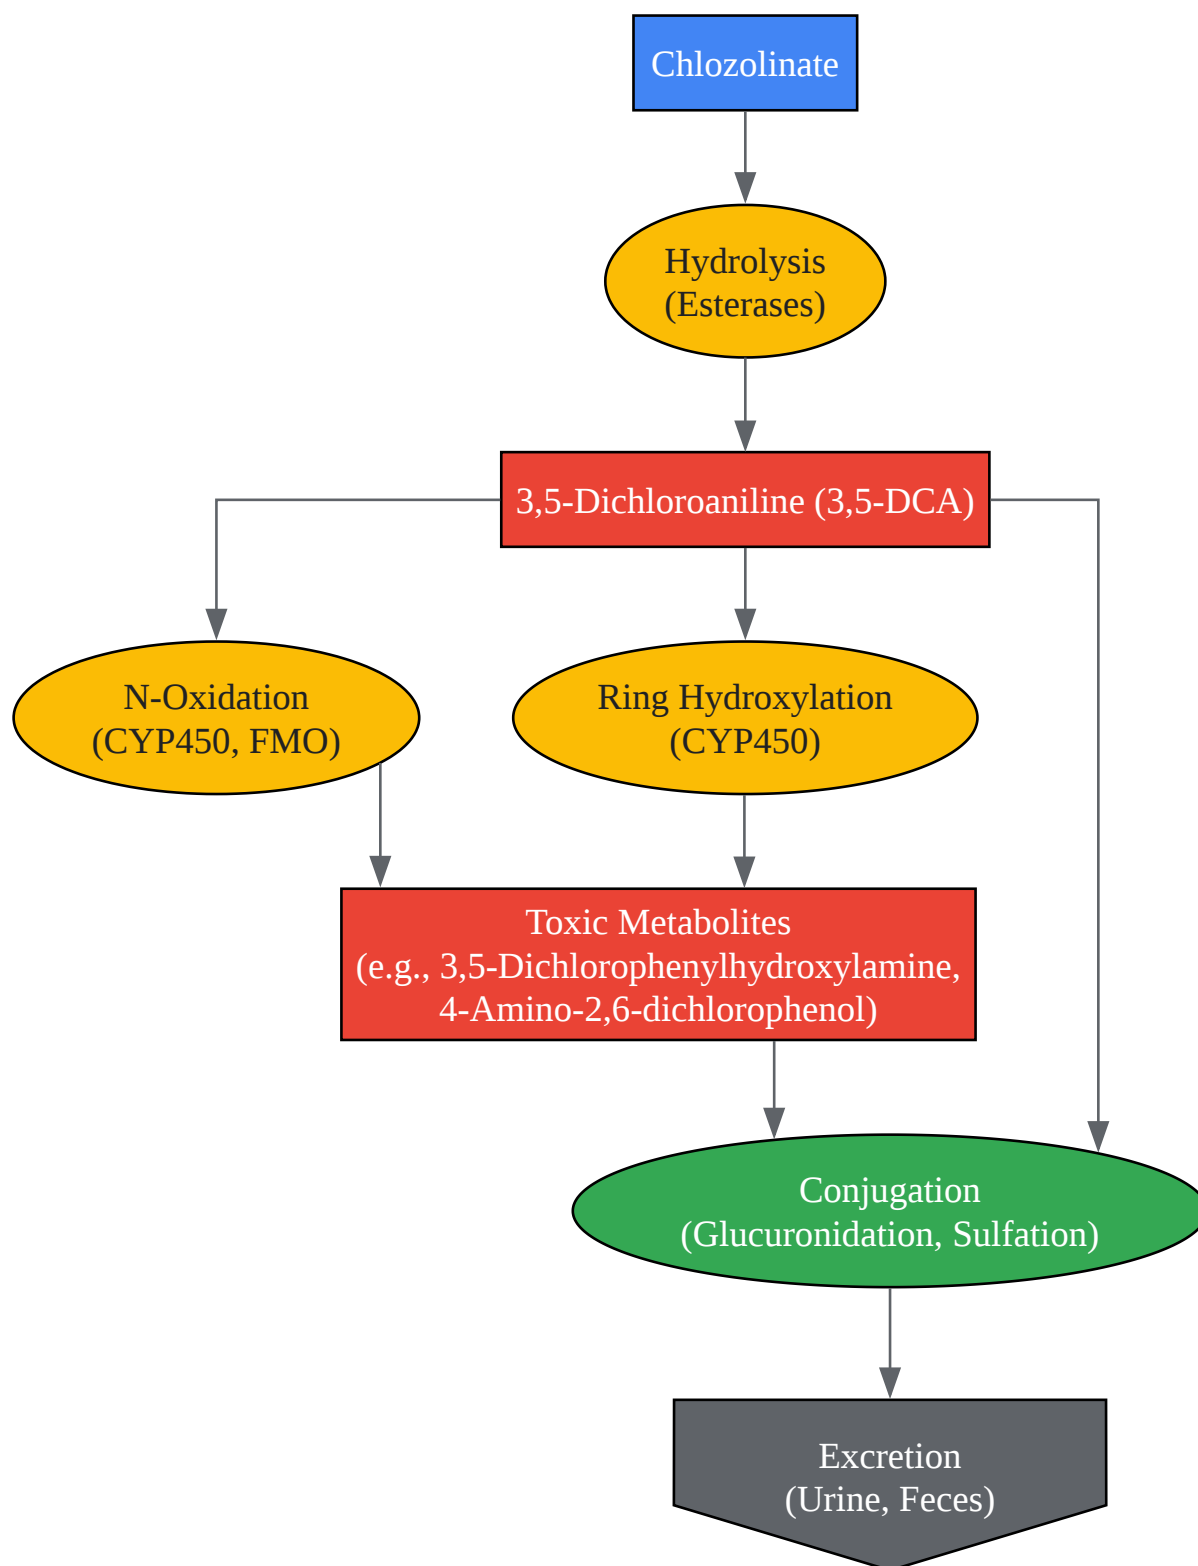 Chlozolinate
Hydrolysis
(Esterases)
3,5-Dichloroaniline (3,5-DCA)
N-Oxidation
(CYP450, FMO)
Ring Hydroxylation
(CYP450)
Toxic Metabolites
(e.g., 3,5-Dichlorophenylhydroxylamine,
4-Amino-2,6-dichlorophenol)
Conjugation
(Glucuronidation, Sulfation)
Excretion
(Urine, Feces)